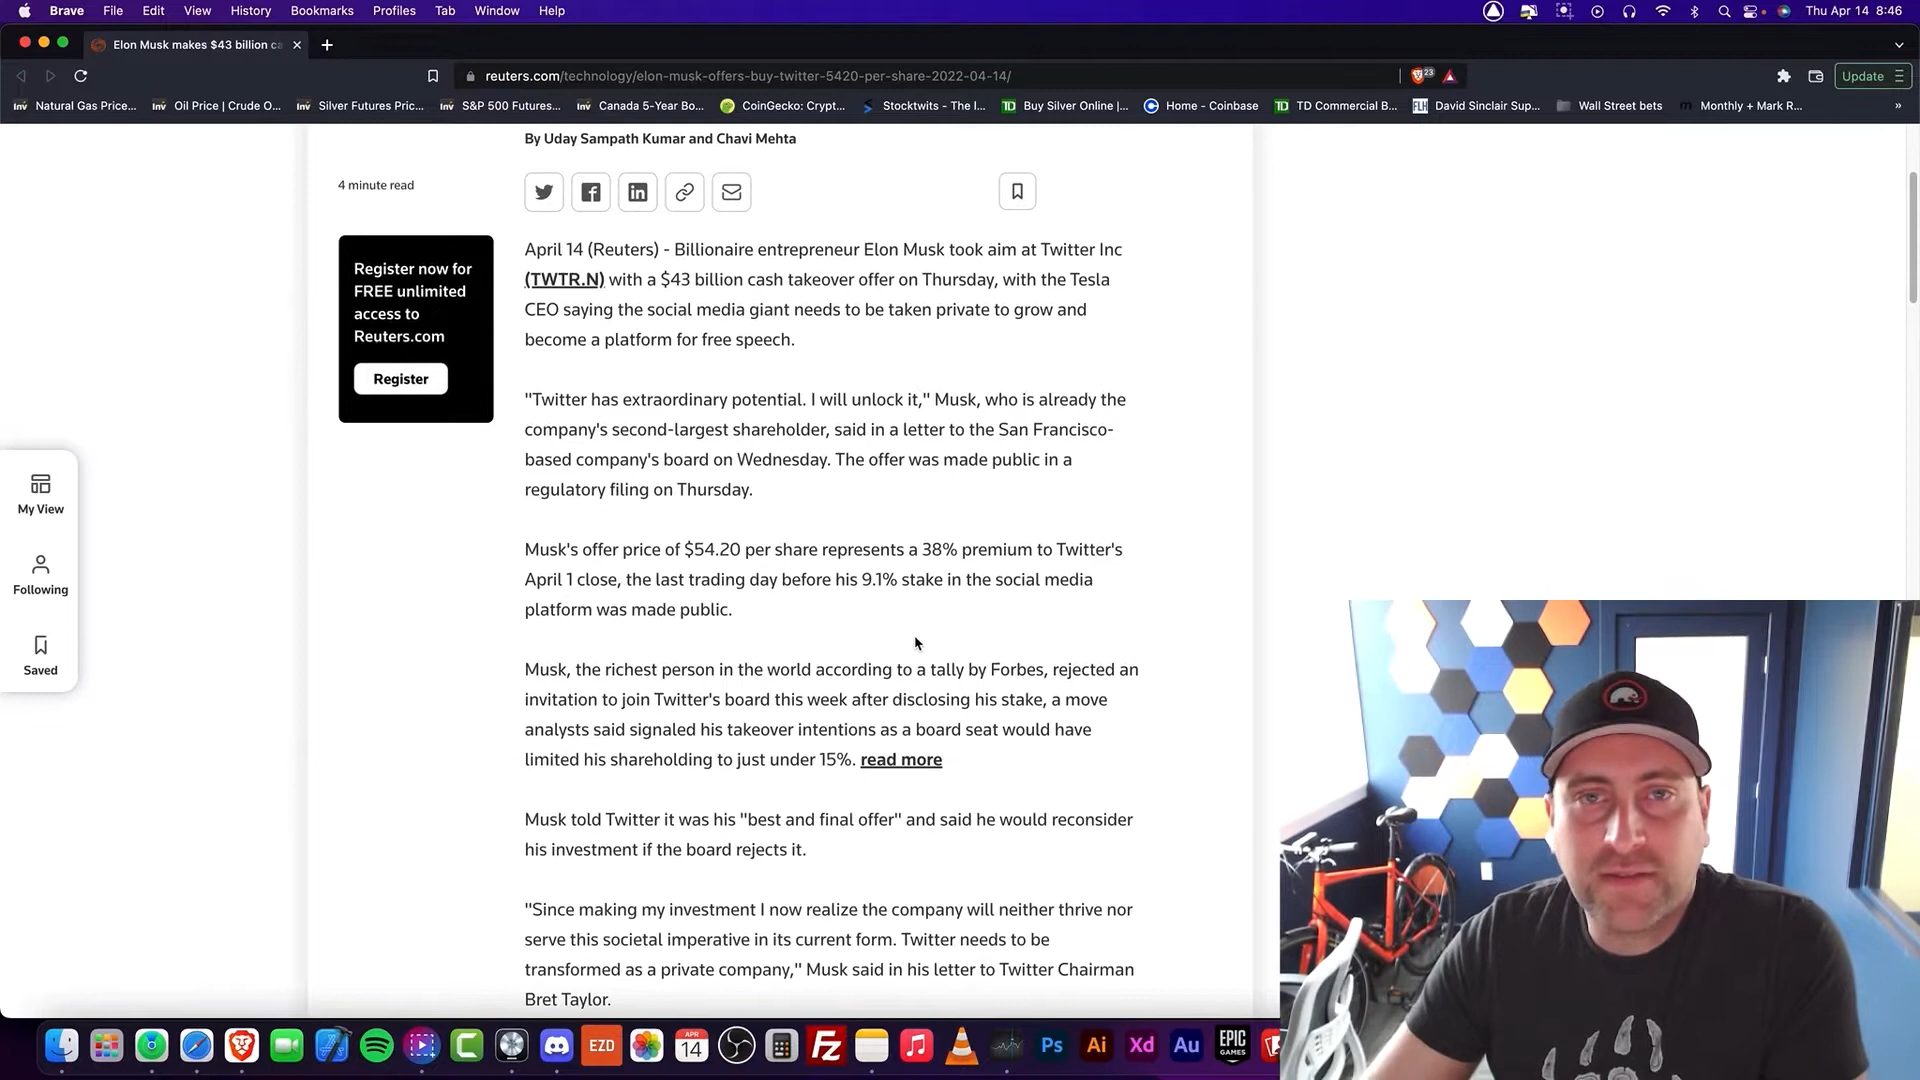 Brave File Edit View History Bookmarks Profiles Tab Window Help Thu Apr 14 8:46
Elon Musk makes $43 billion ca
reuters.com/technology/elon-musk-offers-buy-twitter-5420-per-share-2022-04-14/ 23 Update
Natural Gas Price... Oil Price | Crude O... Silver Futures Pric... S&P 500 Futures... Canada 5-Year Bo... CoinGecko: Crypt... Stocktwits - The I... Buy Silver Online |... Home - Coinbase TD Commercial B... David Sinclair Sup... Wall Street bets Monthly + Mark R... »
By Uday Sampath Kumar and Chavi Mehta
4 minute read
Register now for
FREE unlimited
access to
Reuters.com
Register
My View
Following
Saved
April 14 (Reuters) - Billionaire entrepreneur Elon Musk took aim at Twitter Inc
(TWTR.N) with a $43 billion cash takeover offer on Thursday, with the Tesla
CEO saying the social media giant needs to be taken private to grow and
become a platform for free speech.
"Twitter has extraordinary potential. I will unlock it," Musk, who is already the
company's second-largest shareholder, said in a letter to the San Francisco-
based company's board on Wednesday. The offer was made public in a
regulatory filing on Thursday.
Musk's offer price of $54.20 per share represents a 38% premium to Twitter's
April 1 close, the last trading day before his 9.1% stake in the social media
platform was made public.
Musk, the richest person in the world according to a tally by Forbes, rejected an
invitation to join Twitter's board this week after disclosing his stake, a move
analysts said signaled his takeover intentions as a board seat would have
limited his shareholding to just under 15%. read more
Musk told Twitter it was his "best and final offer" and said he would reconsider
his investment if the board rejects it.
"Since making my investment I now realize the company will neither thrive nor
serve this societal imperative in its current form. Twitter needs to be
transformed as a private company," Musk said in his letter to Twitter Chairman
Bret Taylor.
EZD APR 14 Fz Ps Ai Xd Au EPIC GAMES